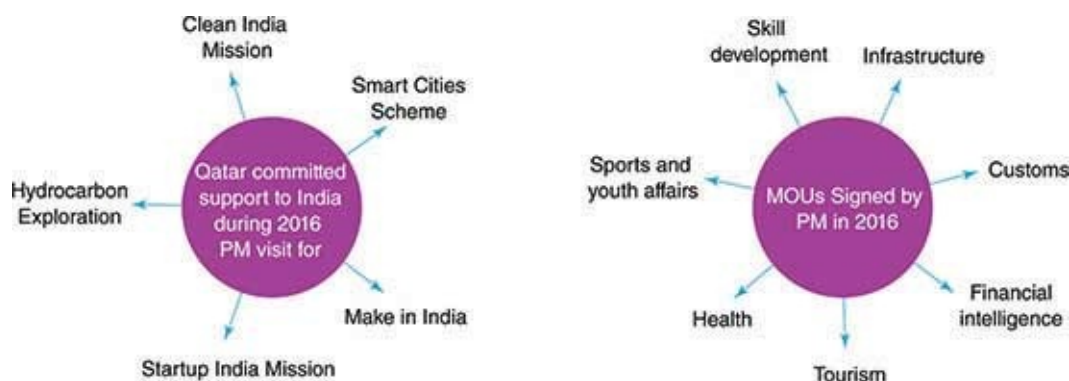 Clean India
Mission
Smart Cities
Scheme
Qatar committed
support to India
during 2016
PM visit for
Hydrocarbon
Exploration
Make in India
Startup India Mission
Skill
development
Infrastructure
Sports and
youth affairs
Customs
MOUs Signed by
PM in 2016
Financial
intelligence
Health
Tourism